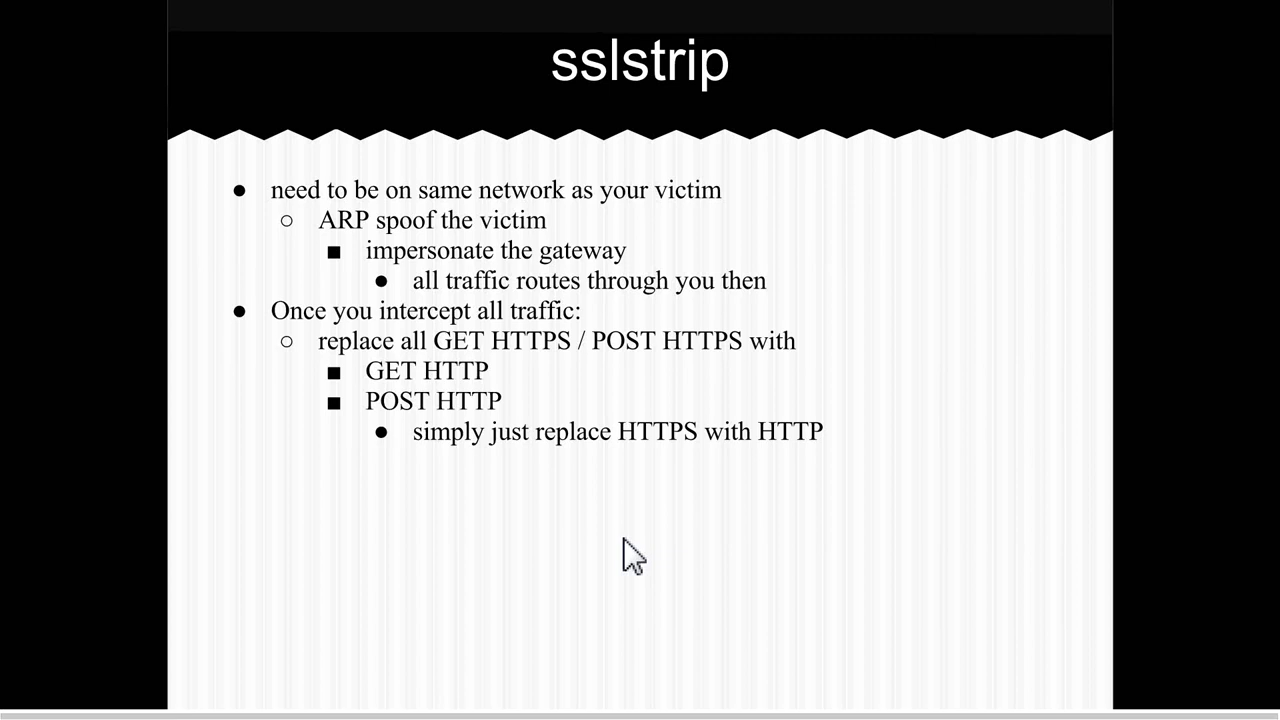 sslstrip
need to be on same network as your victim
ARP spoof the victim
impersonate the gateway
all traffic routes through you then
Once you intercept all traffic:
replace all GET HTTPS / POST HTTPS with
GET HTTP
POST HTTP
simply just replace HTTPS with HTTP